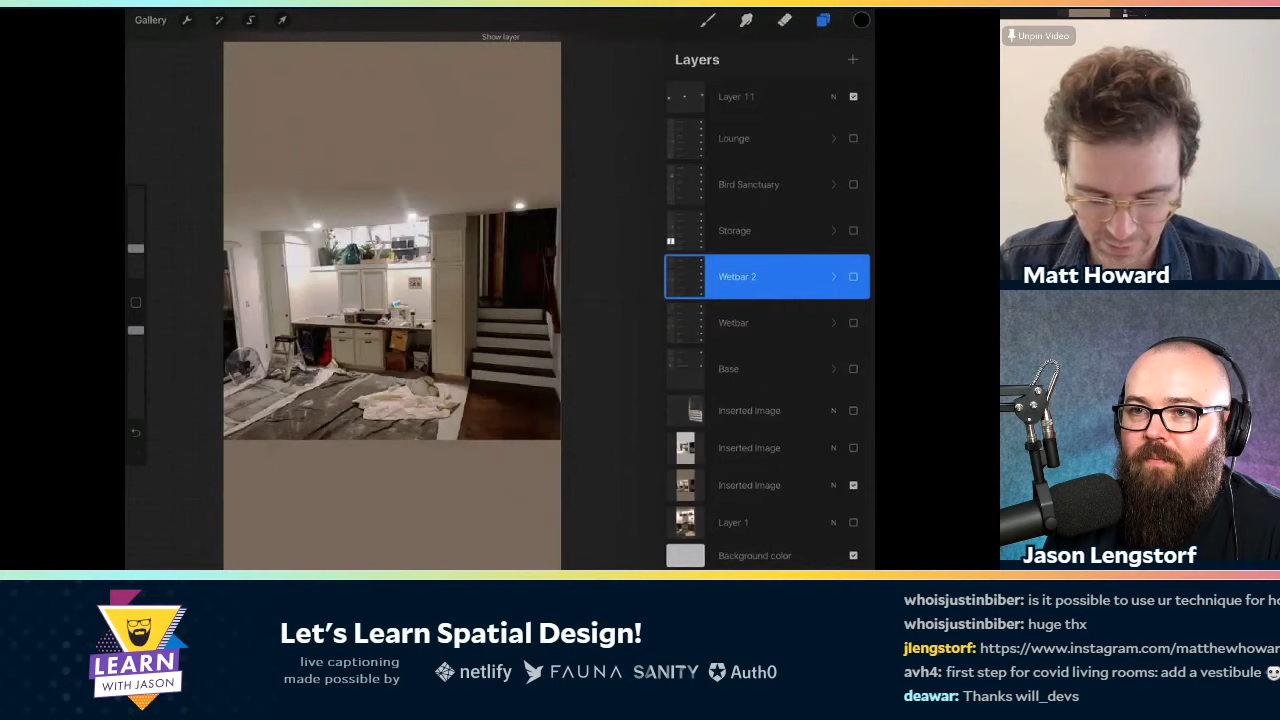 Gallery
Show layer
Layers
Layer 11
N
Lounge
Bird Sanctuary
Storage
Wetbar 2
Wetbar
Base
Inserted Image
N
Inserted Image
N
Inserted Image
N
Layer 1
N
Background color
Unpin Video
Matt Howard
Jason Lengstorf
LEARN
WITH JASON
Let's Learn Spatial Design!
live captioning
made possible by
netlify
FAUNA
SANITY
Auth0
whoisjustinbiber: is it possible to use ur technique for ho
whoisjustinbiber: huge thx
jlengstorf: https://www.instagram.com/matthewhowar
avh4: first step for covid living rooms: add a vestibule
deawar: Thanks will_devs